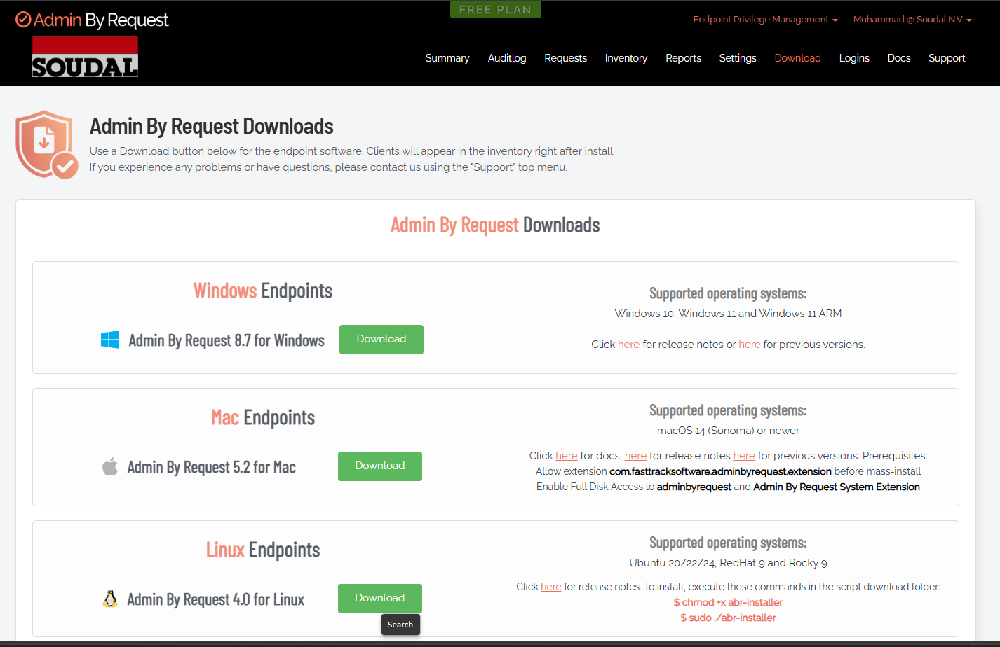 FREE PLAN
Admin By Request
Endpoint Privilege Management
Muhammad @ Soudal N.V
SOUDAL
Summary Auditlog Requests Inventory Reports Settings Download Logins Docs Support
Admin By Request Downloads
Use a Download button below for the endpoint software. Clients will appear in the inventory right after install.
If you experience any problems or have questions, please contact us using the "Support" top menu.
Admin By Request Downloads
Windows Endpoints
Admin By Request 8.7 for Windows
Download
Supported operating systems:
Windows 10, Windows 11 and Windows 11 ARM
Click here for release notes or here for previous versions.
Mac Endpoints
Admin By Request 5.2 for Mac
Download
Supported operating systems:
macOS 14 (Sonoma) or newer
Click here for docs, here for release notes here for previous versions. Prerequisites:
Allow extension com.fasttracksoftware.adminbyrequest.extension before mass-install
Enable Full Disk Access to adminbyrequest and Admin By Request System Extension
Linux Endpoints
Admin By Request 4.0 for Linux
Download
Search
Supported operating systems:
Ubuntu 20/22/24, RedHat 9 and Rocky 9
Click here for release notes. To install, execute these commands in the script download folder:
$ chmod +x abr-installer
$ sudo ./abr-installer